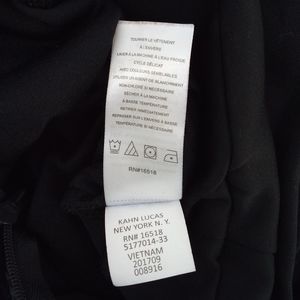 TOURNER LE VÊTEMENT
À L'ENVERS
LAVER À LA MACHINE À L'EAU FROIDE
CYCLE DÉLICAT
AVEC COULEURS SEMBLABLES
UTILISER UN AGENT DE BLANCHIMENT
NON-CHLORÉ SI NÉCESSAIRE
SÉCHER À LA MACHINE
À BASSE TEMPÉRATURE
RETIRER IMMÉDIATEMENT
REPASSER SUR L'ENVERS À BASSE
TEMPÉRATURE SI NÉCESSAIRE
RN#16518
KAHN LUCAS
NEW YORK N. Y.
RN# 16518
S177014-33
VIETNAM
201709
008916